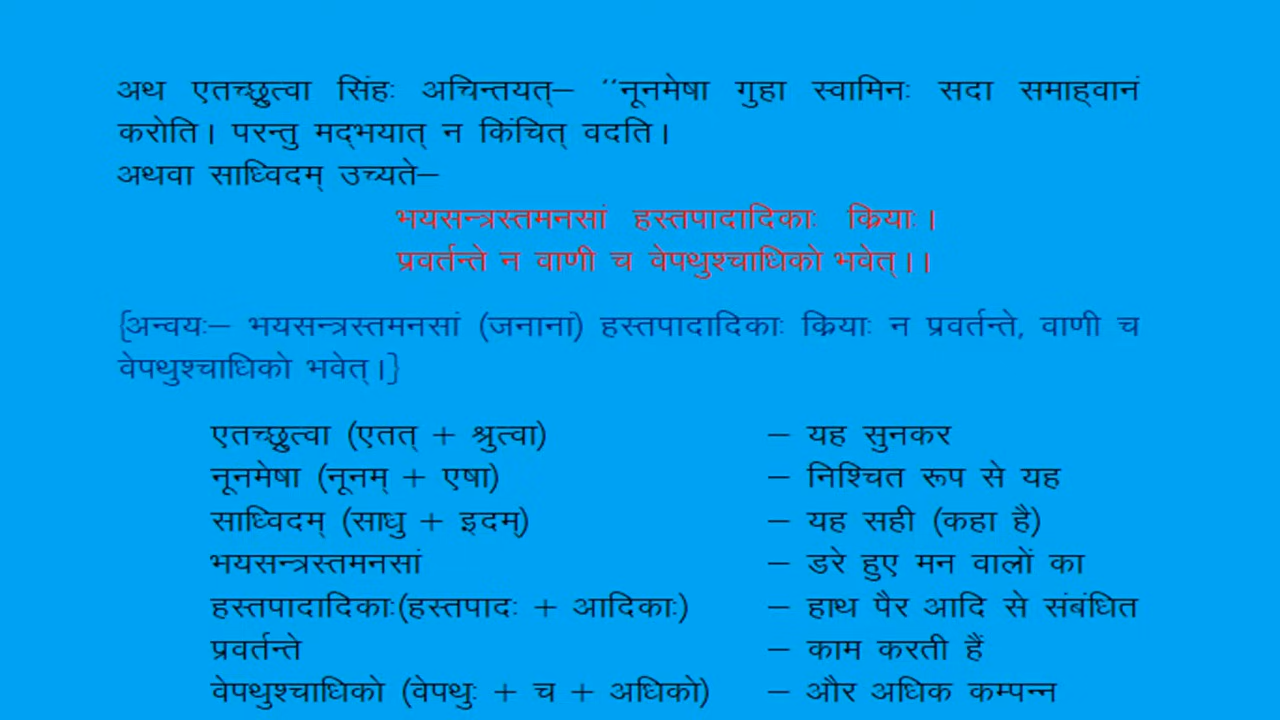 अथ एतच्छ्रुत्वा सिंहः अचिन्तयत्– ‘‘नूनमेषा गुहा स्वामिनः सदा समाह्वानं
करोति। परन्तु मद्भयात् न किंचित् वदति।
अथवा साध्विदम् उच्यते–
भयसन्त्रस्तमनसां हस्तपादादिकाः क्रियाः।
प्रवर्तन्ते न वाणी च वेपथुश्चाधिको भवेत्।।
{अन्वयः– भयसन्त्रस्तमनसां (जनाना) हस्तपादादिकाः क्रियाः न प्रवर्तन्ते, वाणी च
वेपथुश्चाधिको भवेत्।}
एतच्छ्रुत्वा (एतत् + श्रुत्वा) – यह सुनकर
नूनमेषा (नूनम् + एषा) – निश्चित रूप से यह
साध्विदम् (साधु + इदम्) – यह सही (कहा है)
भयसन्त्रस्तमनसां – डरे हुए मन वालों का
हस्तपादादिकाः(हस्तपादः + आदिकाः) – हाथ पैर आदि से संबंधित
प्रवर्तन्ते – काम करती हैं
वेपथुश्चाधिको (वेपथुः + च + अधिको) – और अधिक कम्पन्न